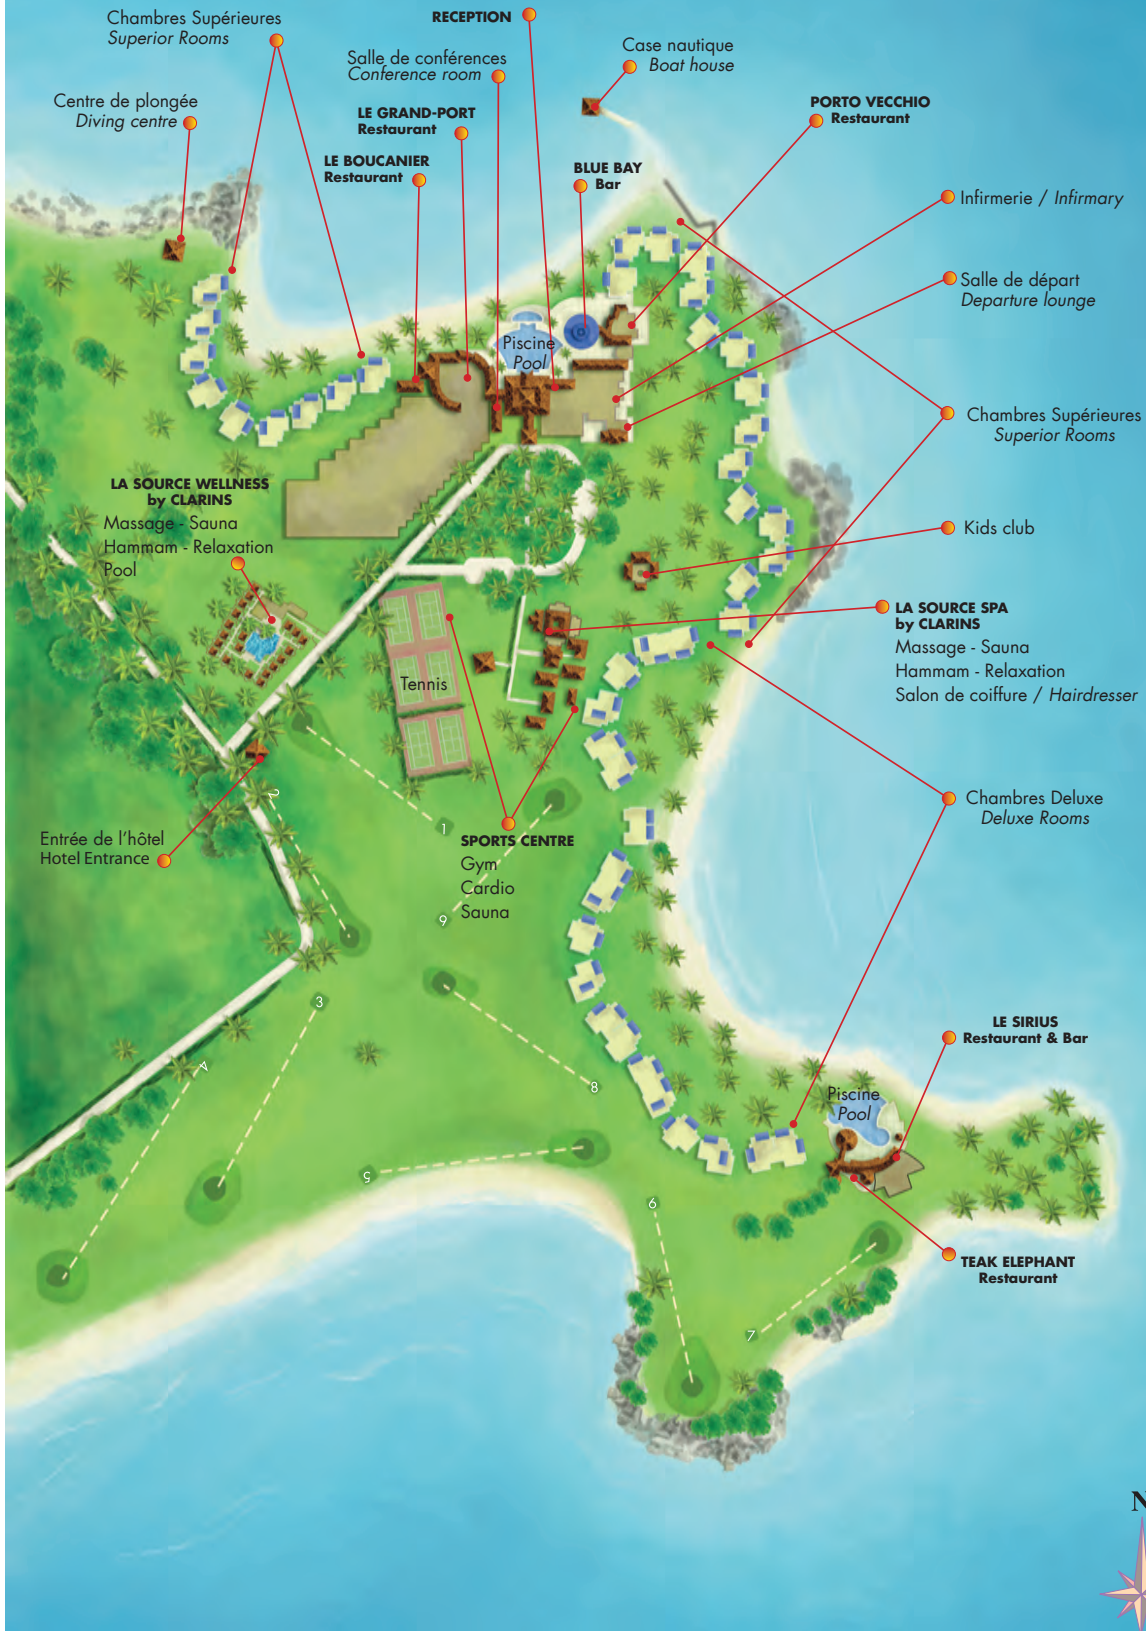 Chambres Supérieures
Superior Rooms
RECEPTION
Salle de conférences
Conference room
Case nautique
Boat house
Centre de plongée
Diving centre
LE GRAND-PORT
Restaurant
PORTO VECCHIO
Restaurant
LE BOUCANIER
Restaurant
BLUE BAY
Bar
Infirmerie / Infirmary
Salle de départ
Departure lounge
Piscine
Pool
Chambres Supérieures
Superior Rooms
LA SOURCE WELLNESS
by CLARINS
Massage - Sauna
Hammam - Relaxation
Pool
Kids club
LA SOURCE SPA
by CLARINS
Massage - Sauna
Hammam - Relaxation
Salon de coiffure / Hairdresser
Tennis
2
1
Chambres Deluxe
Deluxe Rooms
Entrée de l'hôtel
Hotel Entrance
SPORTS CENTRE
Gym
Cardio
Sauna
9
3
4
8
LE SIRIUS
Restaurant & Bar
Piscine
Pool
5
6
TEAK ELEPHANT
Restaurant
7
N